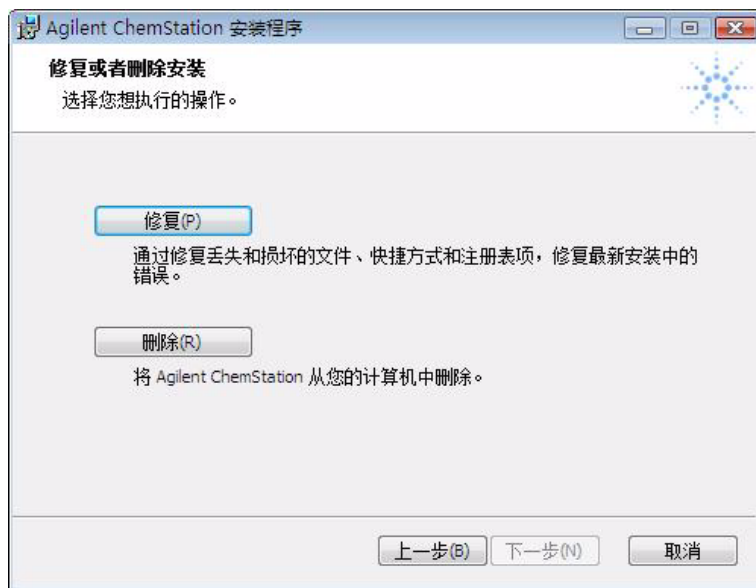 Agilent ChemStation 安装程序
修复或者删除安装
选择您想执行的操作。
修复(P)
通过修复丢失和损坏的文件、快捷方式和注册表项，修复最新安装中的
错误。
删除(R)
将 Agilent ChemStation 从您的计算机中删除。
上一步(B) 下一步(N) 取消